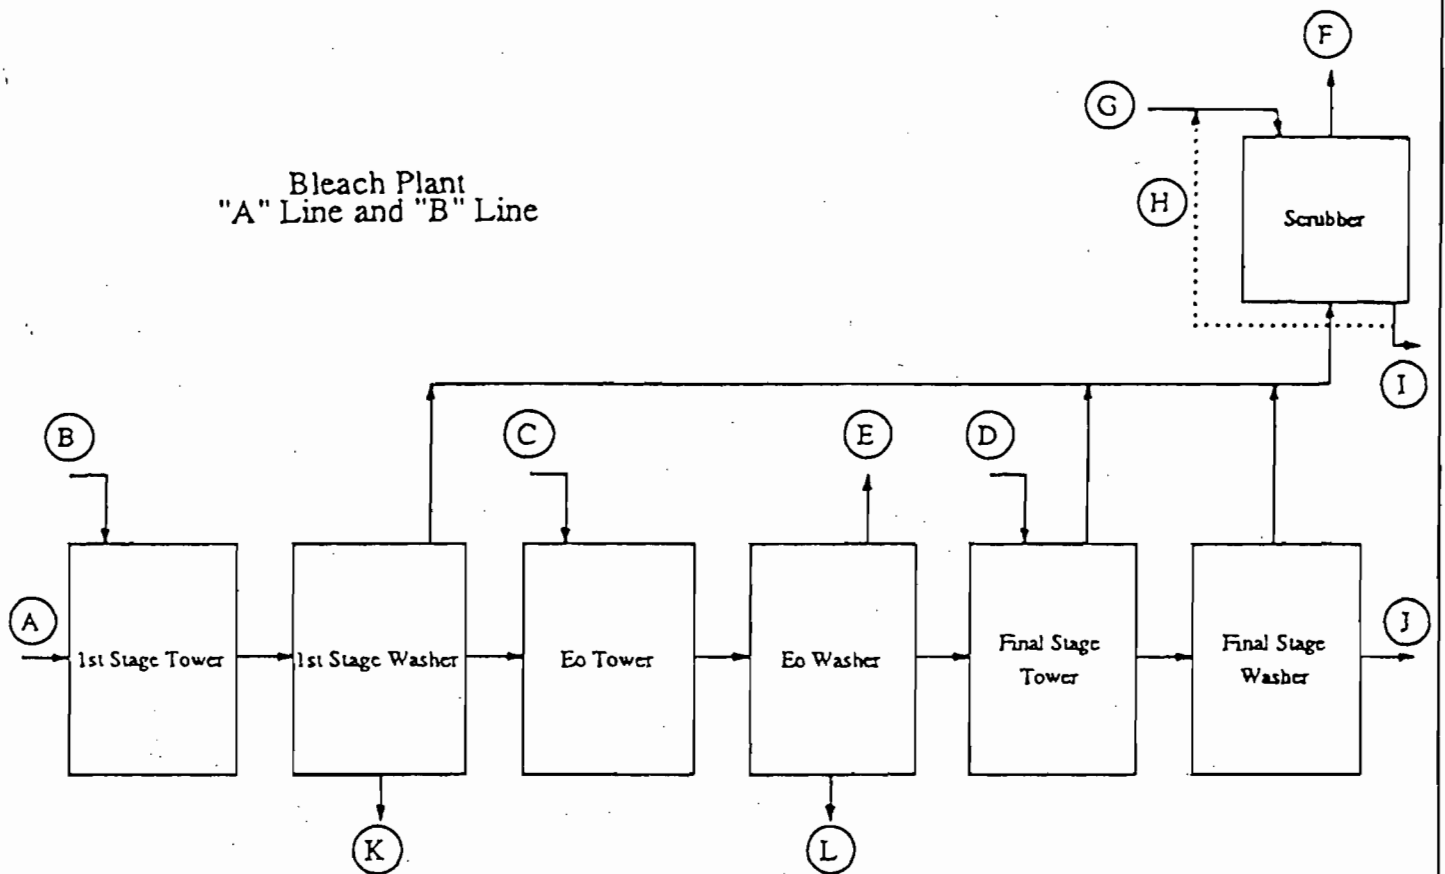 F
G
Bleach Plant
"A" Line and "B" Line
H
Scrubber
I
B
C
E
D
A
J
1st Stage Tower
1st Stage Washer
Eo Tower
Eo Washer
Final Stage
Tower
Final Stage
Washer
K
L